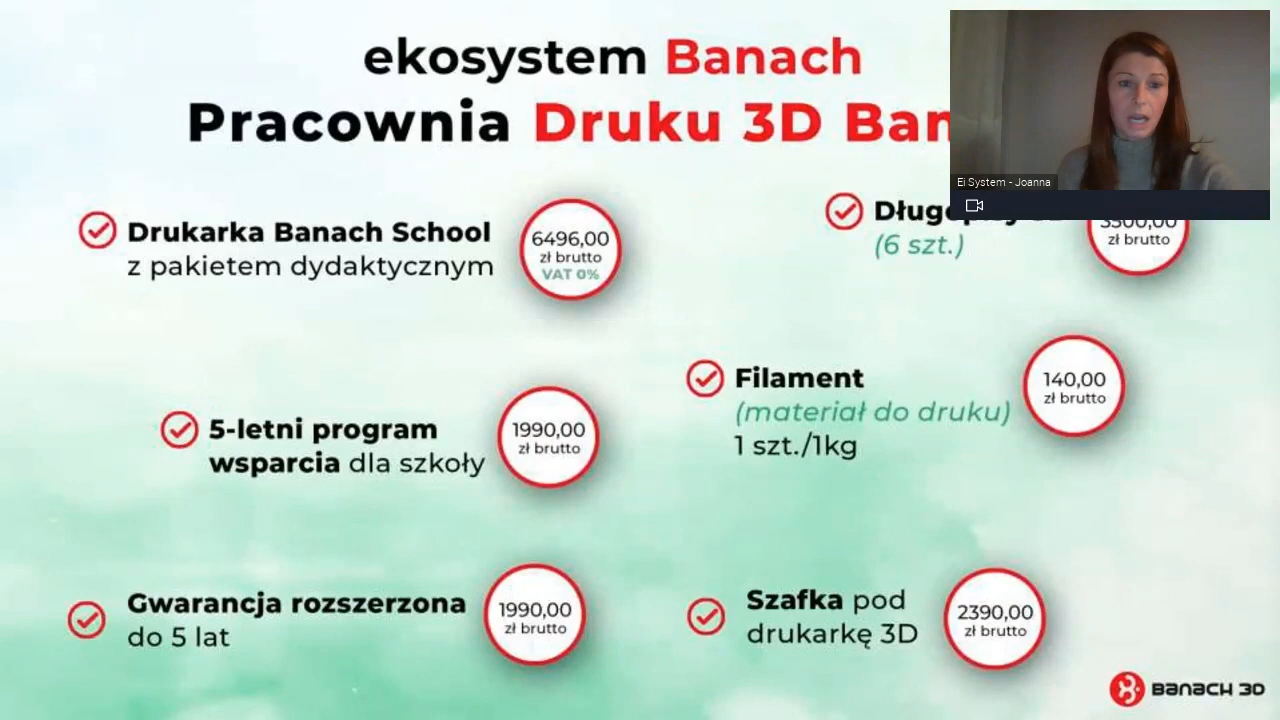 ekosystem Banach
Pracownia Druku 3D
Ei System - Joanna
Drukarka Banach School
z pakietem dydaktycznym
6496,00
zł brutto
VAT 0%
(6 szt.)
zł brutto
5-letni program
wsparcia dla szkoły
1990,00
zł brutto
Filament
(materiał do druku)
1 szt./1kg
140,00
zł brutto
Gwarancja rozszerzona
do 5 lat
1990,00
zł brutto
Szafka pod
drukarkę 3D
2390,00
zł brutto
BANACH 3D